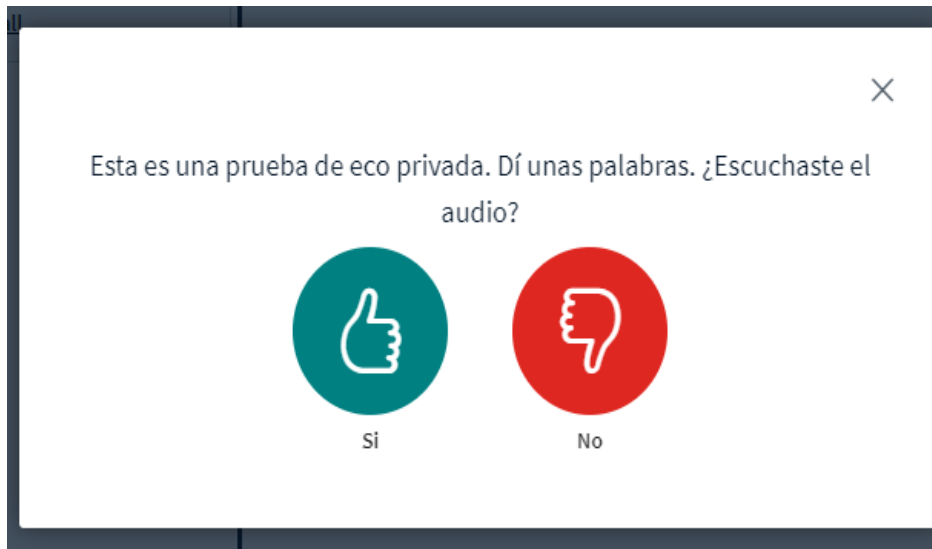 Esta es una prueba de eco privada. Dí unas palabras. ¿Escuchaste el
audio?
Si
No